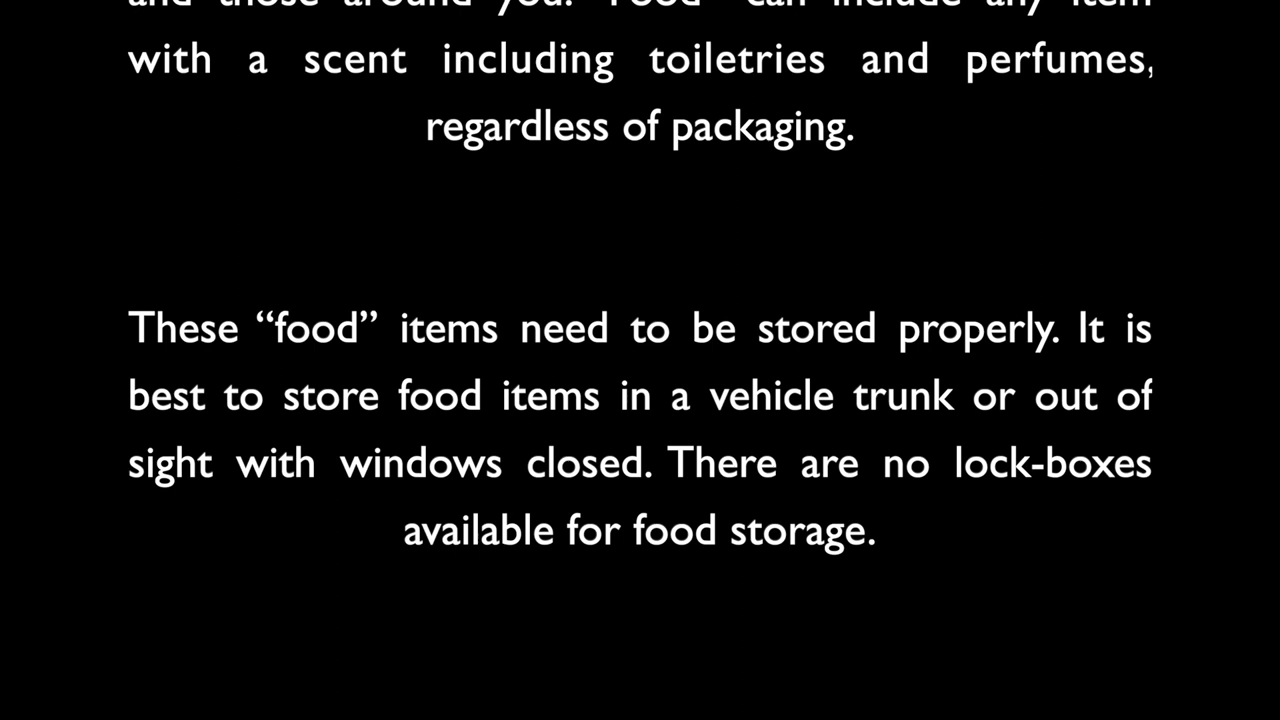 and those around you. "Food" can include any item
with a scent including toiletries and perfumes,
regardless of packaging.
These “food” items need to be stored properly. It is
best to store food items in a vehicle trunk or out of
sight with windows closed. There are no lock-boxes
available for food storage.